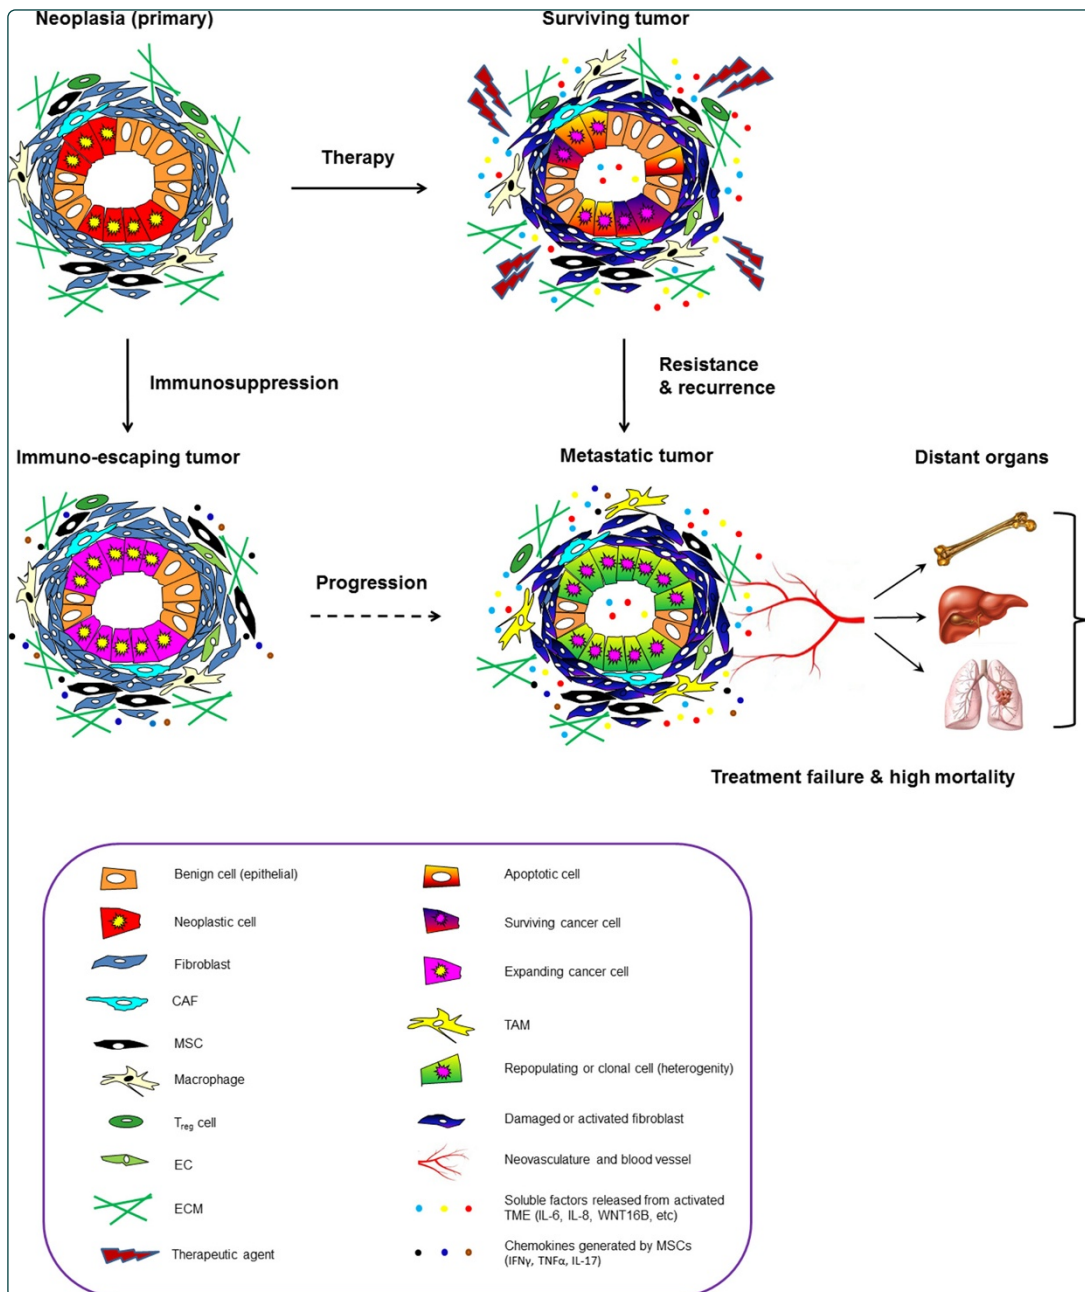 Neoplasia (primary)
Surviving tumor
Therapy
Immunosuppression
Resistance
& recurrence
Immuno-escaping tumor
Metastatic tumor
Distant organs
Progression
Treatment failure & high mortality
Benign cell (epithelial)
Neoplastic cell
Fibroblast
CAF
MSC
Macrophage
Treg cell
EC
ECM
Therapeutic agent
Apoptotic cell
Surviving cancer cell
Expanding cancer cell
TAM
Repopulating or clonal cell (heterogenity)
Damaged or activated fibroblast
Neovasculature and blood vessel
Soluble factors released from activated
TME (IL-6, IL-8, WNT16B, etc)
Chemokines generated by MSCs
(IFNγ, TNFα, IL-17)